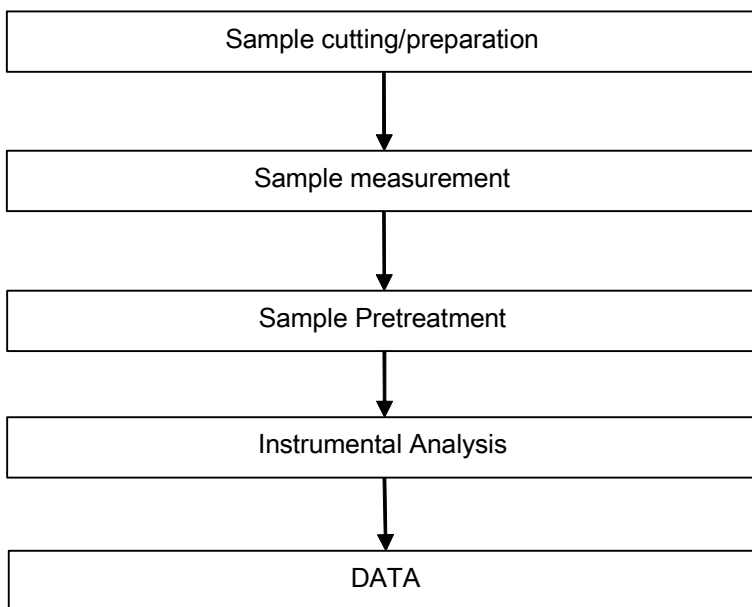 Sample cutting/preparation
Sample measurement
Sample Pretreatment
Instrumental Analysis
DATA